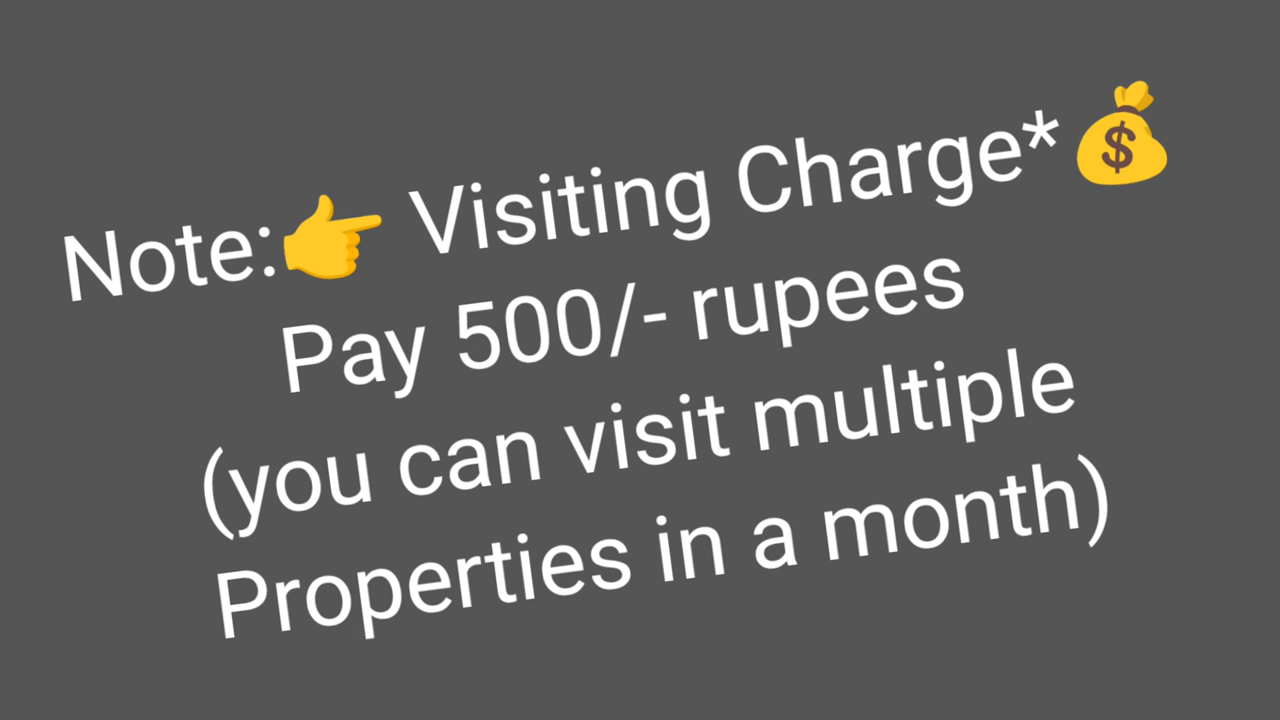 Note:👉 Visiting Charge*💰
Pay 500/- rupees
(you can visit multiple
Properties in a month)